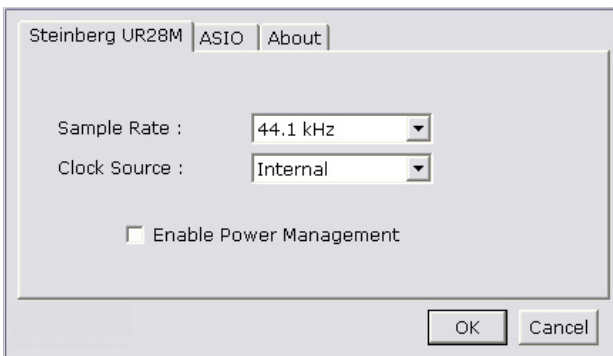 Steinberg UR28M ASIO About
Sample Rate : 44.1 kHz
Clock Source : Internal
Enable Power Management
OK Cancel